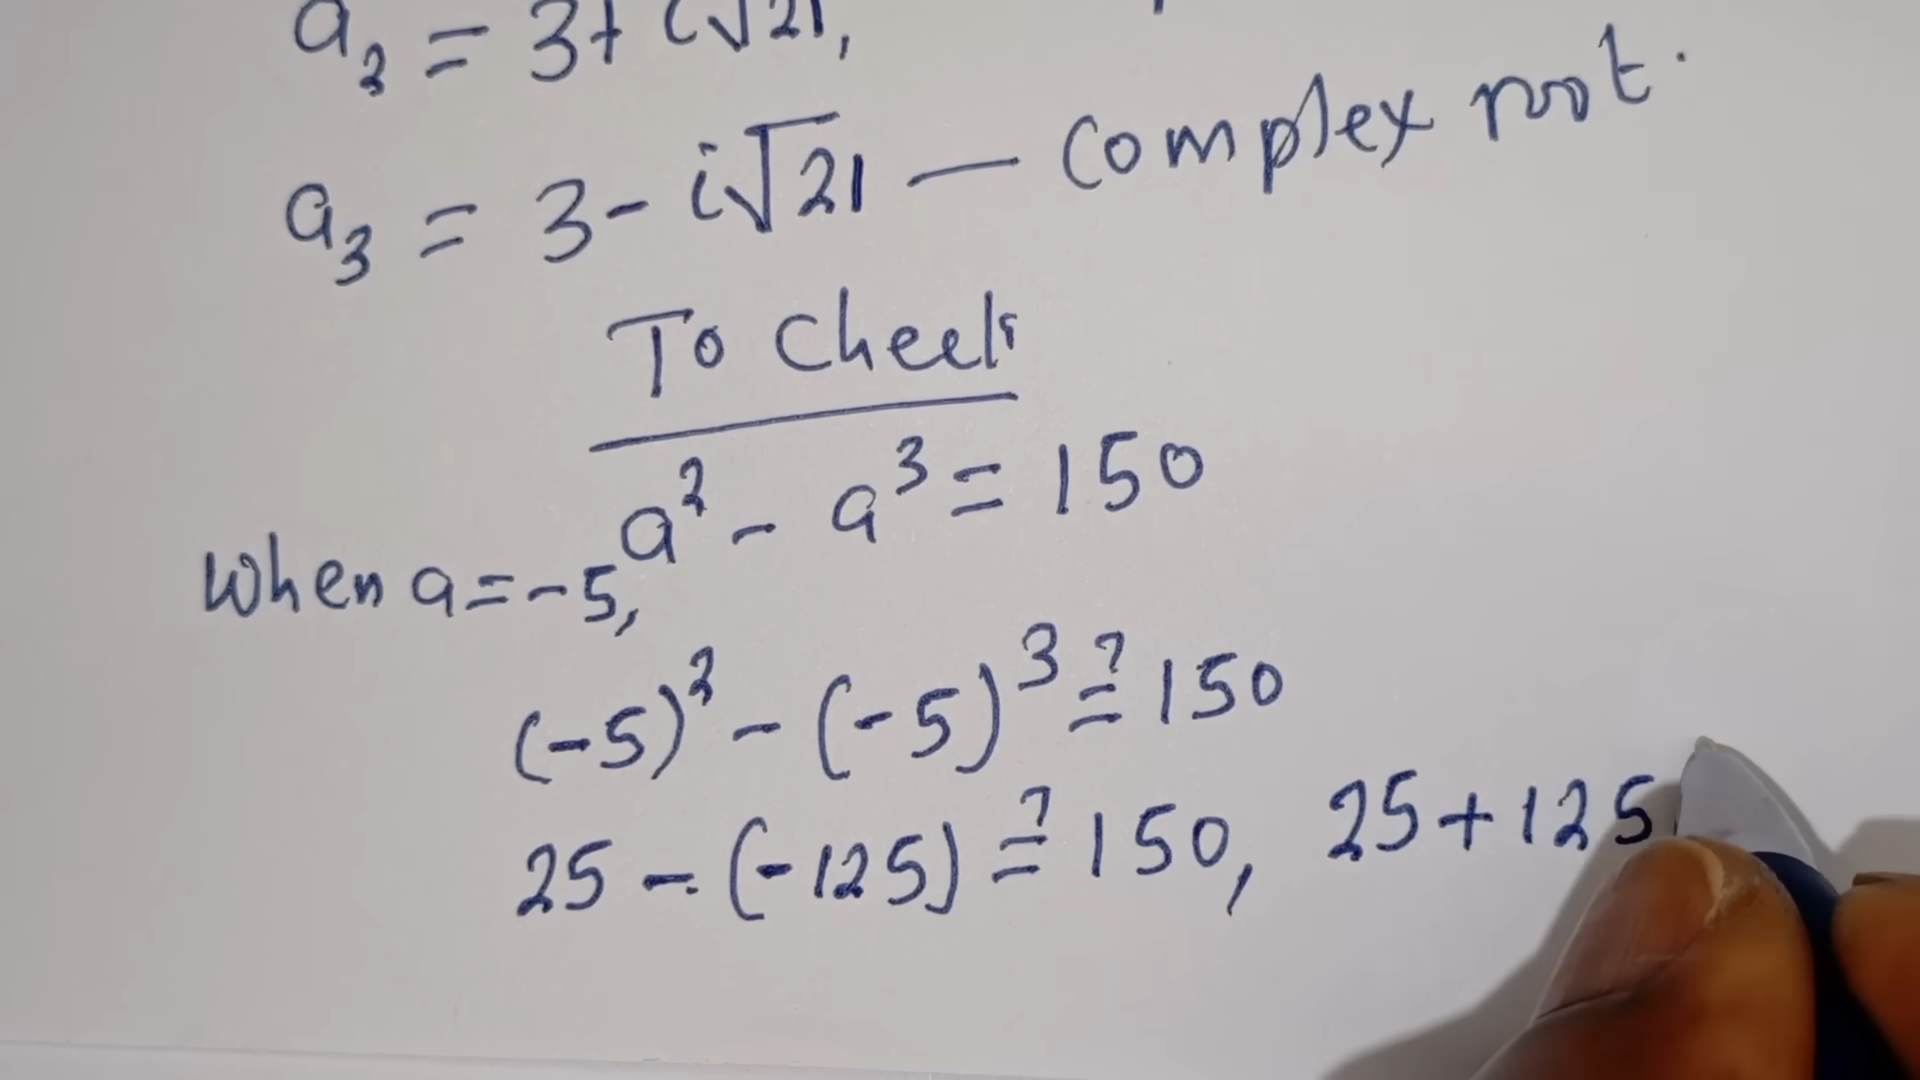 a₂ = 3 + i√21,
a₃ = 3 - i√21 — Complex root.
To Check
a² - a³ = 150
When a = -5,
(-5)² - (-5)³ ≟ 150
25 - (-125) ≟ 150, 25 + 125